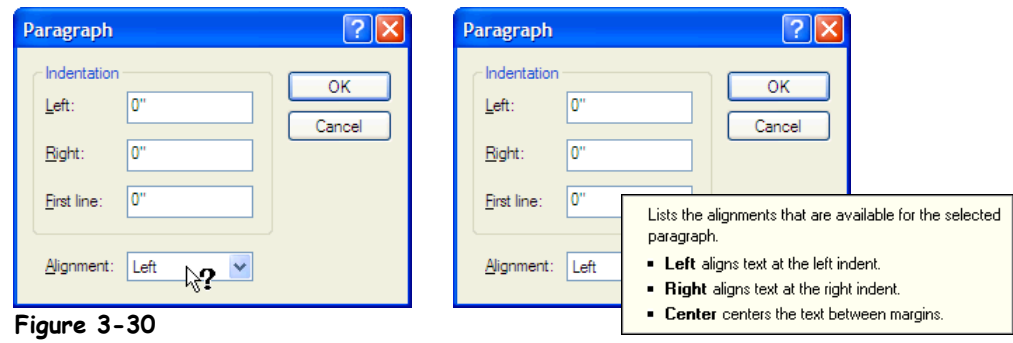 Paragraph
Indentation
Left: 0"
Right: 0"
First line: 0"
Alignment: Left
OK
Cancel
Paragraph
Indentation
Left: 0"
Right: 0"
First line: 0"
Alignment: Left
OK
Cancel
Lists the alignments that are available for the selected
paragraph.
▪ Left aligns text at the left indent.
▪ Right aligns text at the right indent.
▪ Center centers the text between margins.
Figure 3-30